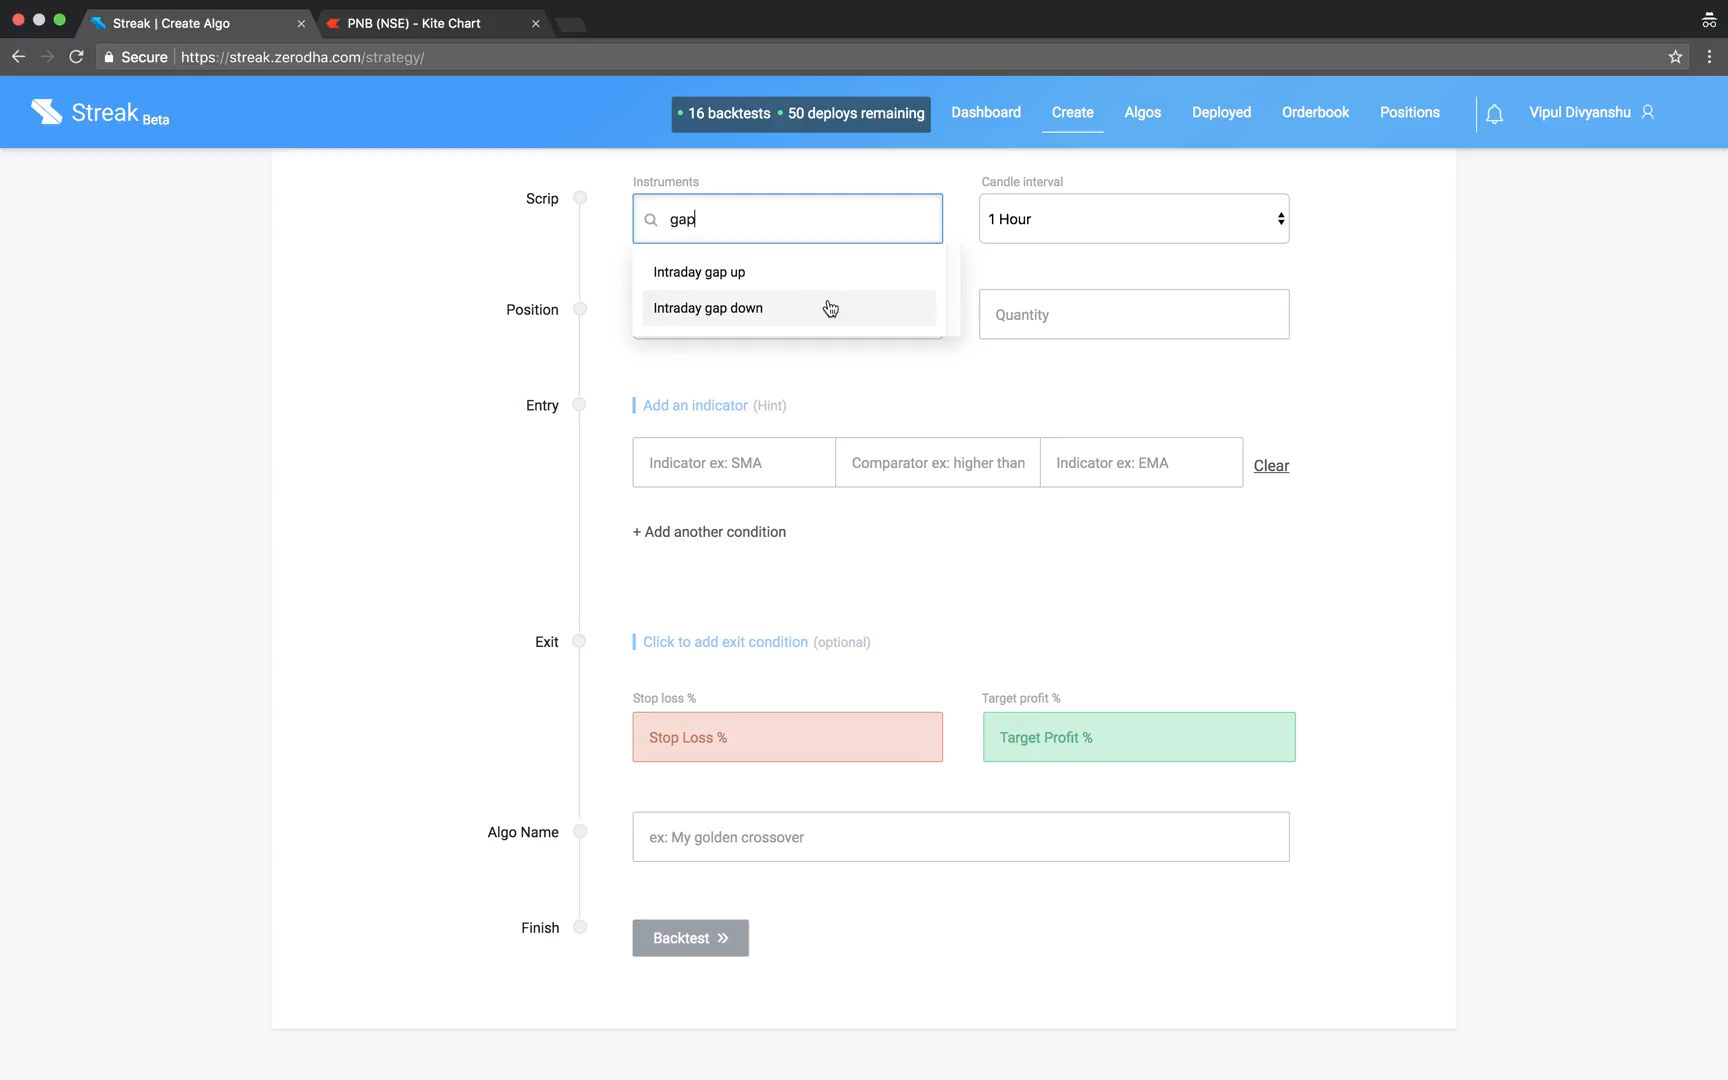 Streak | Create Algo
PNB (NSE) - Kite Chart
Secure https://streak.zerodha.com/strategy/
Streak Beta
16 backtests 50 deploys remaining
Dashboard
Create
Algos
Deployed
Orderbook
Positions
Vipul Divyanshu
Scrip
Instruments
gap
Candle interval
1 Hour
Intraday gap up
Intraday gap down
Position
Quantity
Entry
Add an indicator (Hint)
Indicator ex: SMA
Comparator ex: higher than
Indicator ex: EMA
Clear
+ Add another condition
Exit
Click to add exit condition (optional)
Stop loss %
Target profit %
Stop Loss %
Target Profit %
Algo Name
ex: My golden crossover
Finish
Backtest »